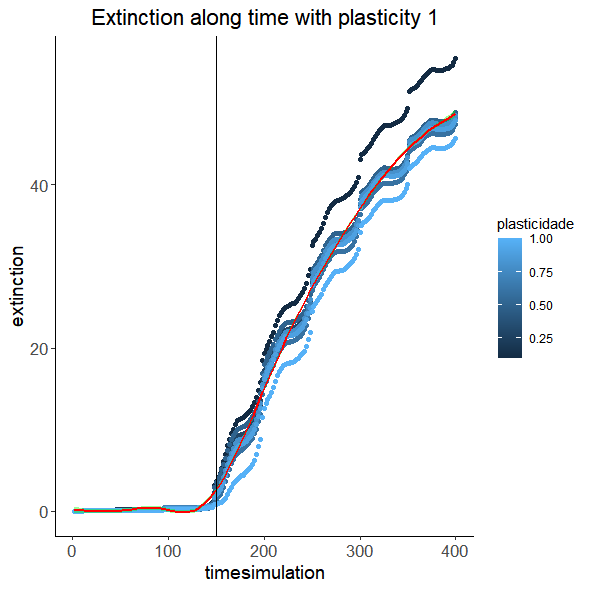 Extinction along time with plasticity 1
extinction
40
20
0
0 100 200 300 400
timesimulation
plasticidade
1.00
0.75
0.50
0.25